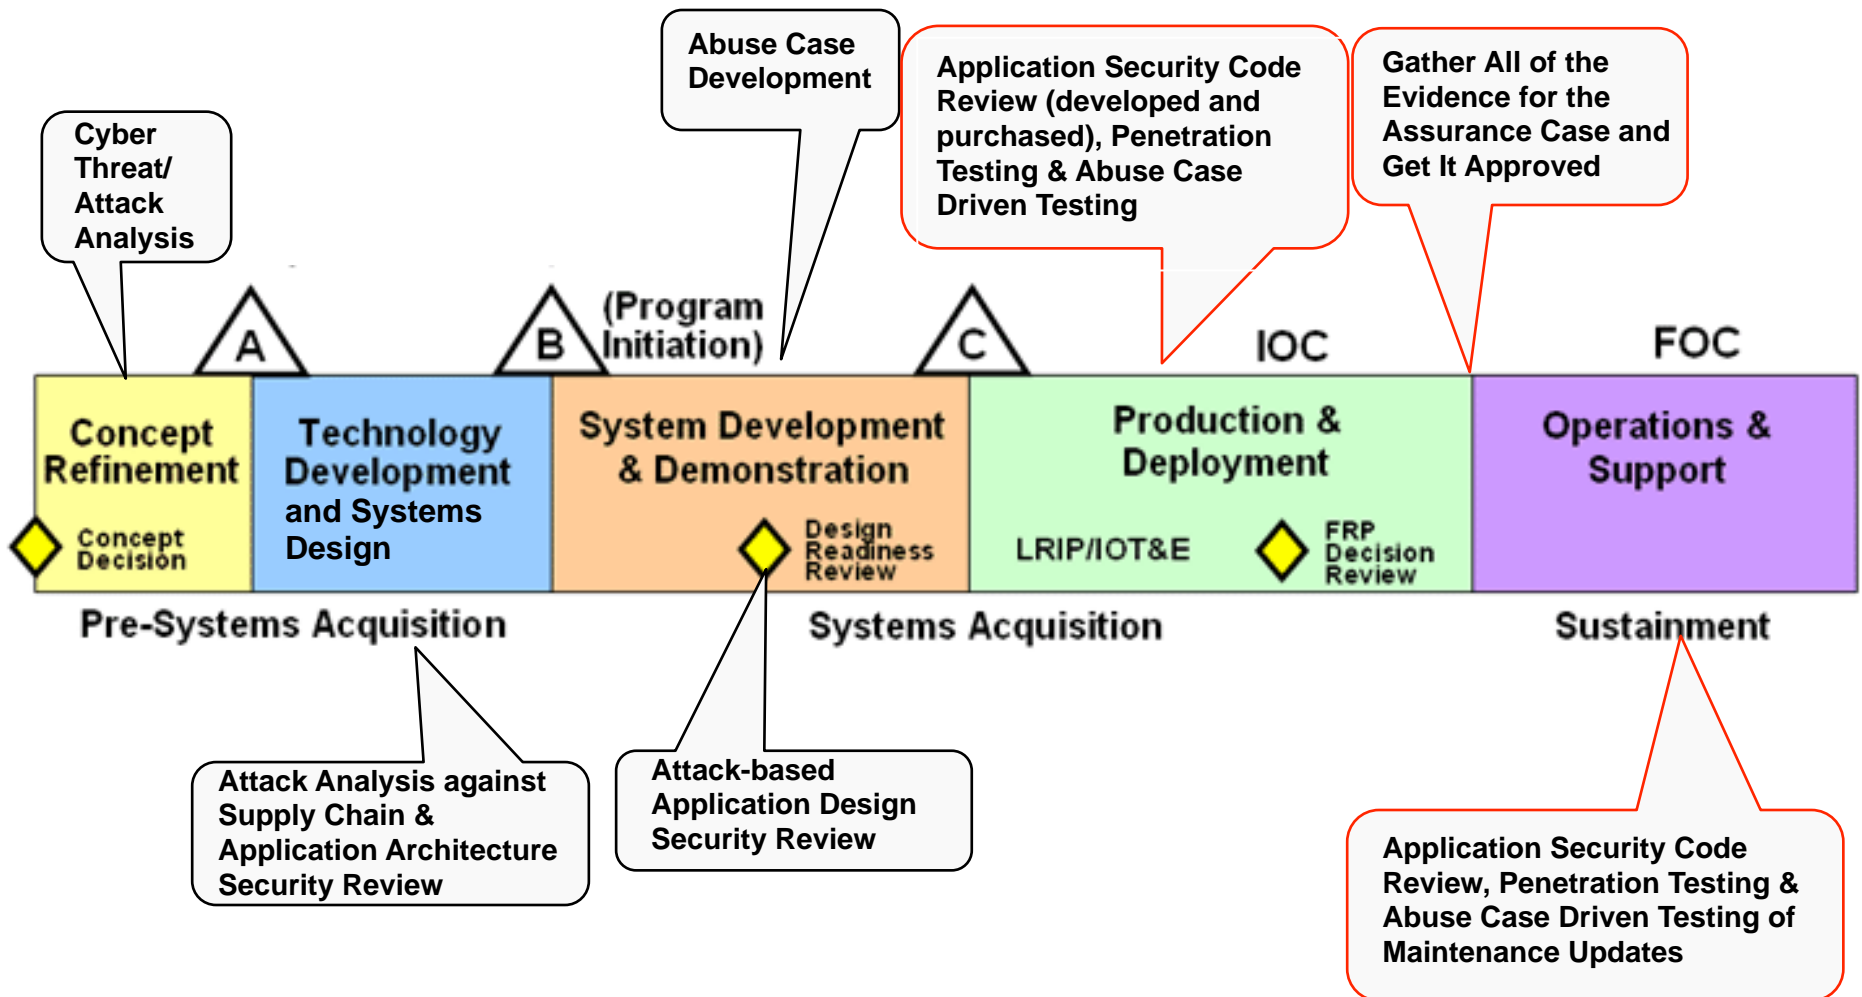 Abuse Case
Development
Application Security Code
Review (developed and
purchased), Penetration
Testing & Abuse Case
Driven Testing
Gather All of the
Evidence for the
Assurance Case and
Get It Approved
Cyber
Threat/
Attack
Analysis
A
B
(Program
Initiation)
C
IOC
FOC
Concept
Refinement
Concept
Decision
Technology
Development
and Systems
Design
System Development
& Demonstration
Design
Readiness
Review
Production &
Deployment
LRIP/IOT&E
FRP
Decision
Review
Operations &
Support
Pre-Systems Acquisition
Systems Acquisition
Sustainment
Attack Analysis against
Supply Chain &
Application Architecture
Security Review
Attack-based
Application Design
Security Review
Application Security Code
Review, Penetration Testing &
Abuse Case Driven Testing of
Maintenance Updates